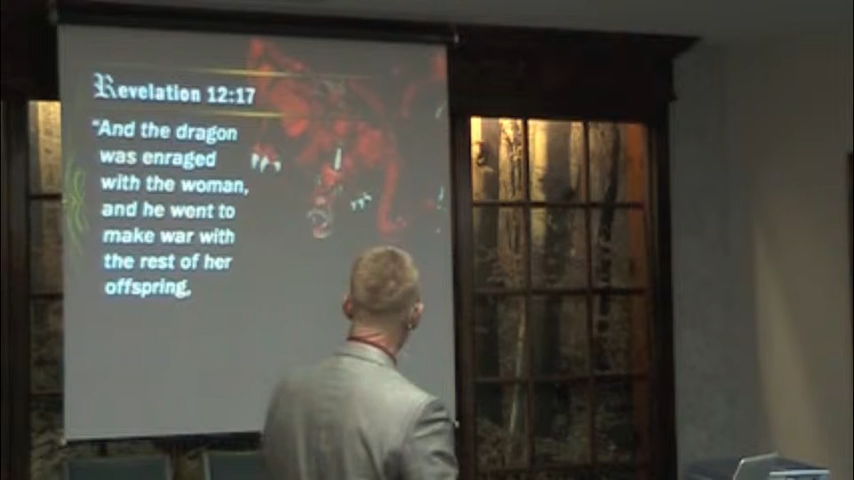 Revelation 12:17
"And the dragon
was enraged
with the woman,
and he went to
make war with
the rest of her
offspring,